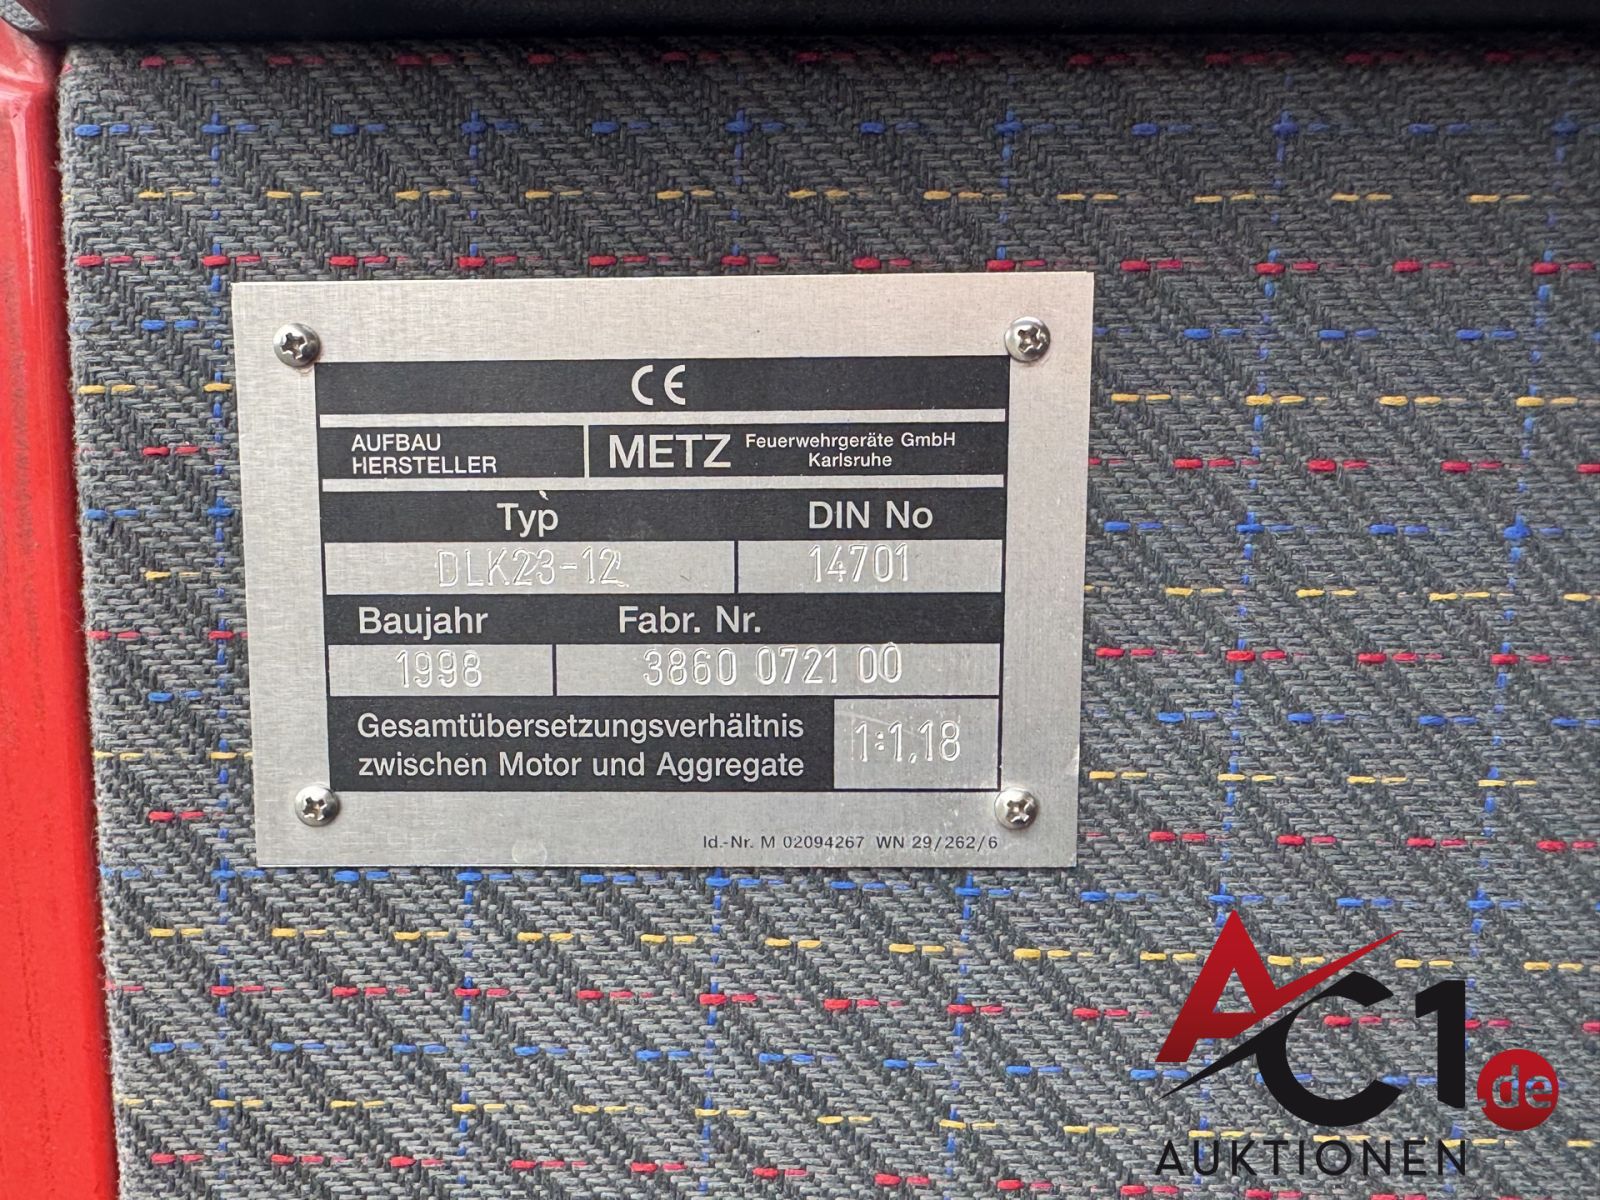 CE
AUFBAU
HERSTELLER
METZ Feuerwehrgeräte GmbH
Karlsruhe
Typ DIN No
DLK23-12 14701
Baujahr Fabr. Nr.
1998 3860 0721 00
Gesamtübersetzungsverhältnis
zwischen Motor und Aggregate
1:1,18
Id.-Nr. M 02094267 WN 29/262/6
AC1.de
AUKTIONEN